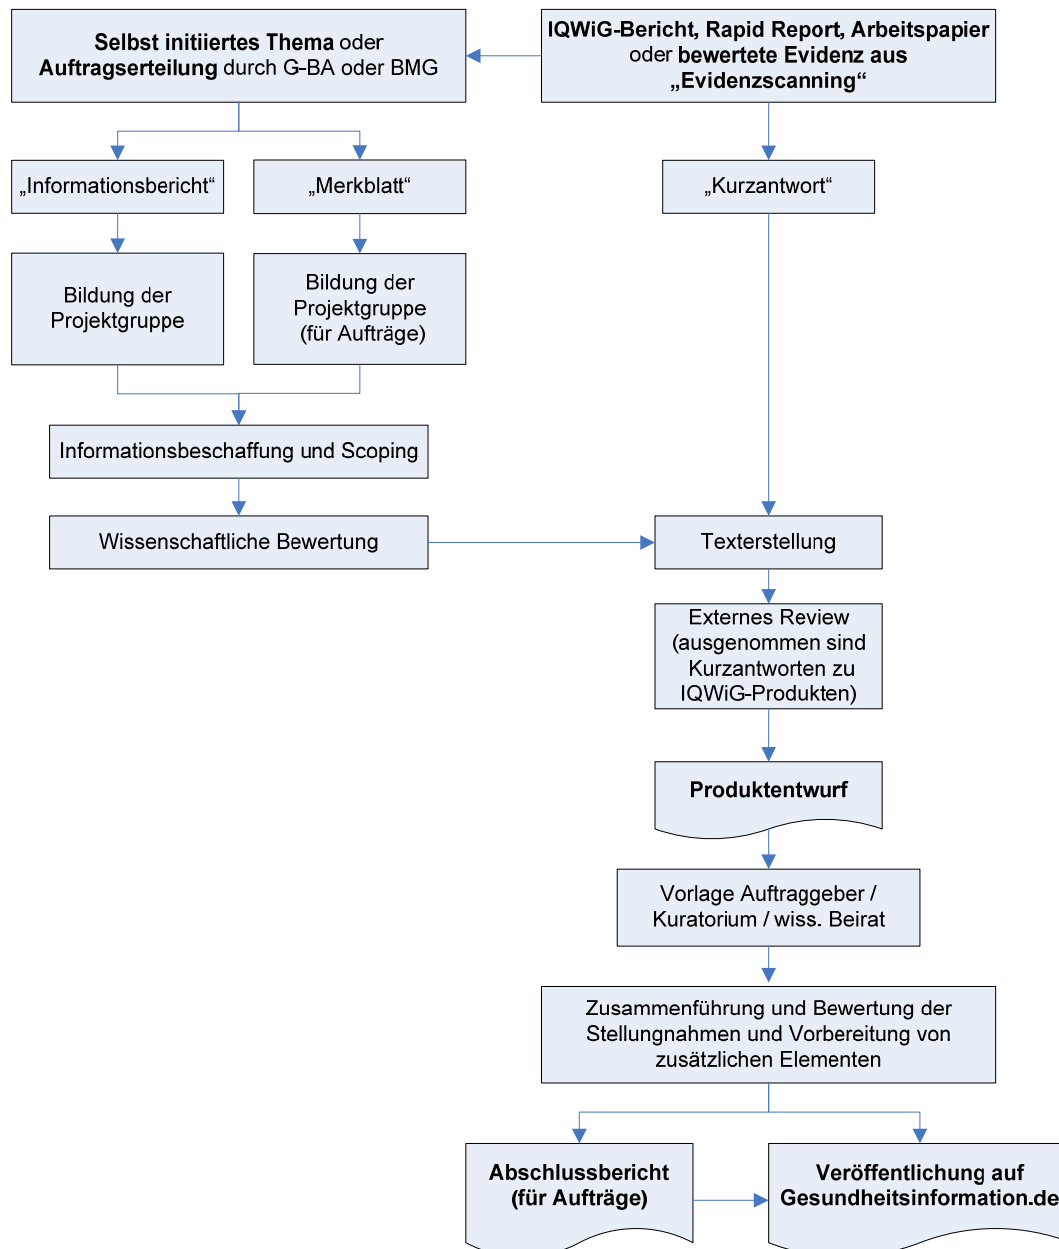 Selbst initiiertes Thema oder
Auftragserteilung durch G-BA oder BMG
IQWiG-Bericht, Rapid Report, Arbeitspapier
oder bewertete Evidenz aus
„Evidenzscanning“
„Informationsbericht“
„Merkblatt“
„Kurzantwort“
Bildung der
Projektgruppe
Bildung der
Projektgruppe
(für Aufträge)
Informationsbeschaffung und Scoping
Wissenschaftliche Bewertung
Texterstellung
Externes Review
(ausgenommen sind
Kurzantworten zu
IQWiG-Produkten)
Produktentwurf
Vorlage Auftraggeber /
Kuratorium / wiss. Beirat
Zusammenführung und Bewertung der
Stellungnahmen und Vorbereitung von
zusätzlichen Elementen
Abschlussbericht
(für Aufträge)
Veröffentlichung auf
Gesundheitsinformation.de